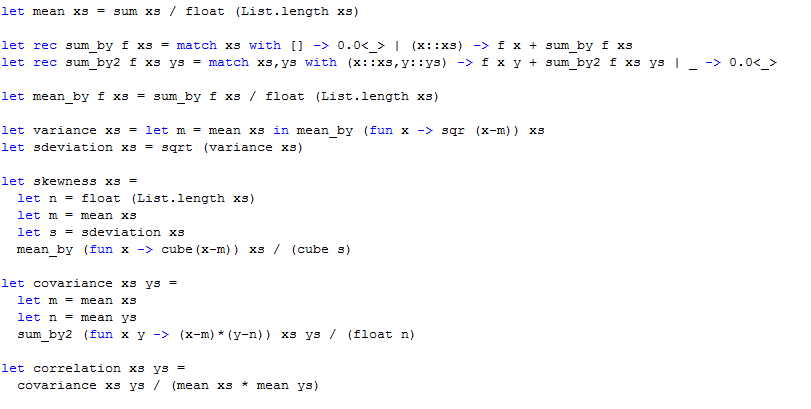 let mean xs = sum xs / float (List.length xs)
let rec sum_by f xs = match xs with [] -> 0.0<_> | (x::xs) -> f x + sum_by f xs
let rec sum_by2 f xs ys = match xs,ys with (x::xs,y::ys) -> f x y + sum_by2 f xs ys | _ -> 0.0<_>
let mean_by f xs = sum_by f xs / float (List.length xs)
let variance xs = let m = mean xs in mean_by (fun x -> sqr (x-m)) xs
let sdeviation xs = sqrt (variance xs)
let skewness xs =
  let n = float (List.length xs)
  let m = mean xs
  let s = sdeviation xs
  mean_by (fun x -> cube(x-m)) xs / (cube s)
let covariance xs ys =
  let m = mean xs
  let n = mean ys
  sum_by2 (fun x y -> (x-m)*(y-n)) xs ys / (float n)
let correlation xs ys =
  covariance xs ys / (mean xs * mean ys)